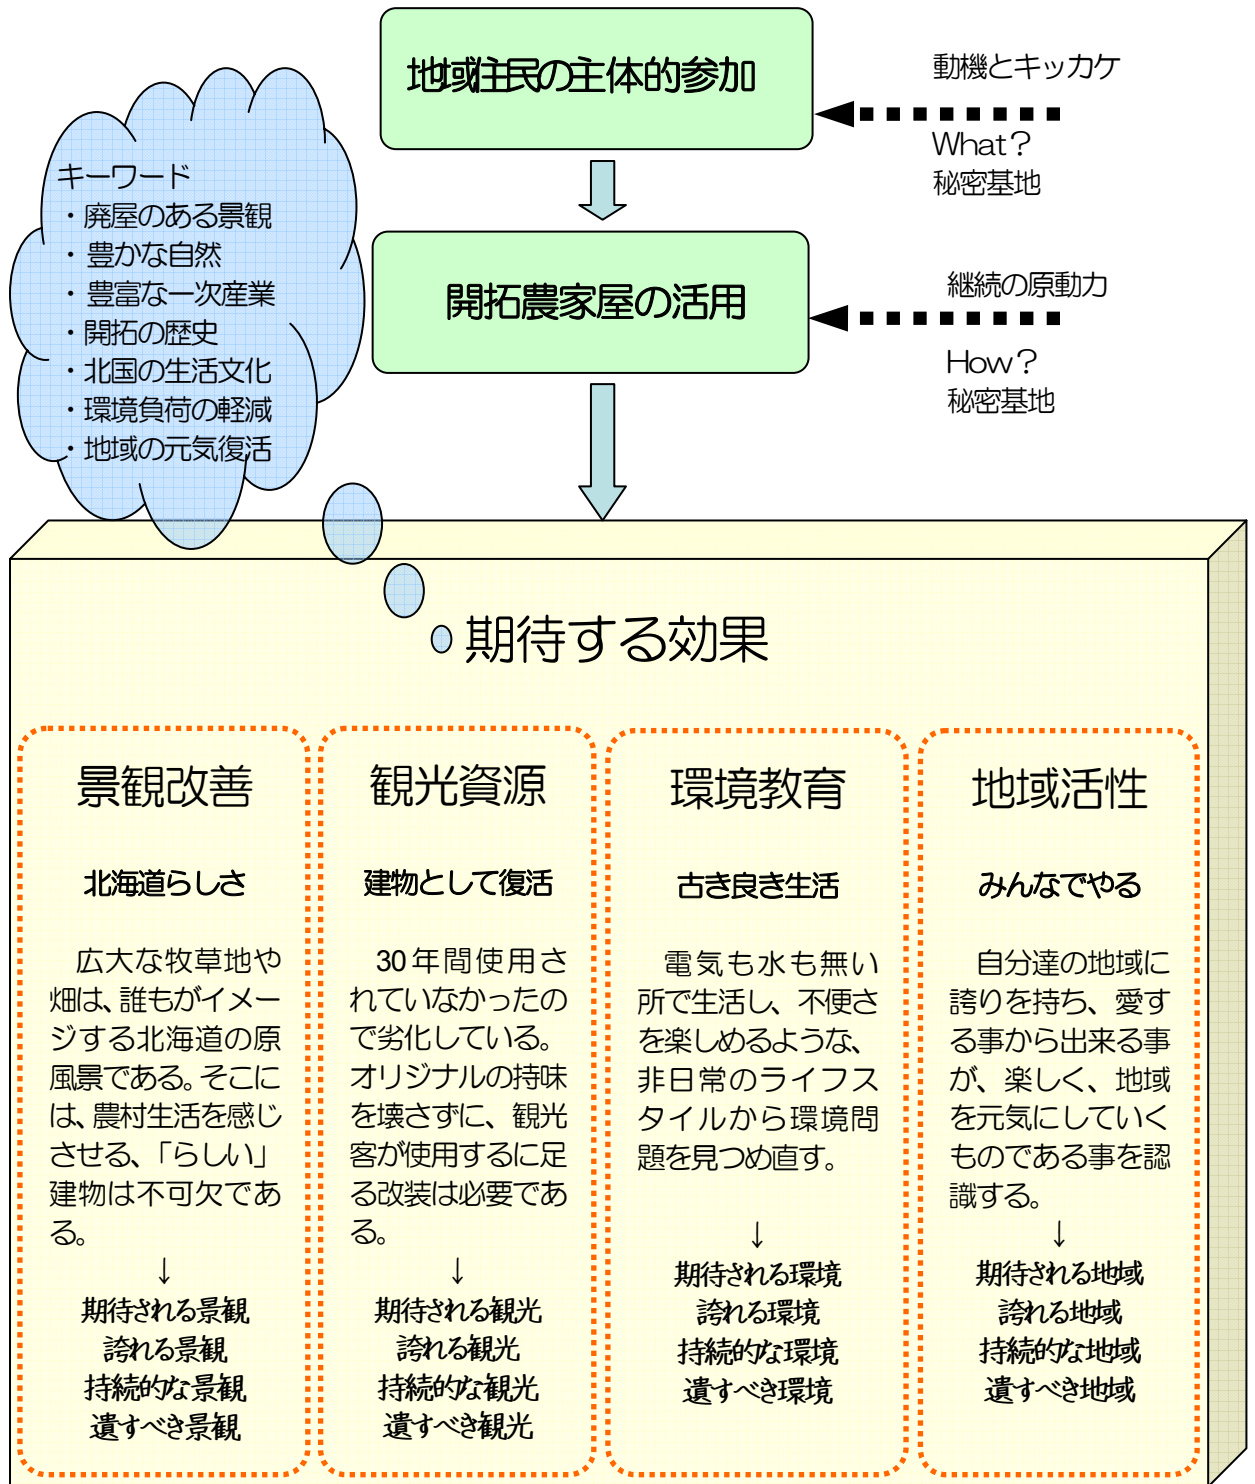 地域住民の主体的参加
動機とキッカケ
What？
秘密基地
キーワード
・廃屋のある景観
・豊かな自然
・豊富な一次産業
・開拓の歴史
・北国の生活文化
・環境負荷の軽減
・地域の元気復活
開拓農家屋の活用
継続の原動力
How？
秘密基地
期待する効果
景観改善
北海道らしさ
広大な牧草地や
畑は、誰もがイメー
ジする北海道の原
風景である。そこに
は、農村生活を感じ
させる、「らしい」
建物は不可欠であ
る。
↓
期待される景観
誇れる景観
持続的な景観
遺すべき景観
観光資源
建物として復活
30年間使用さ
れていなかったの
で劣化している。
オリジナルの持味
を壊さずに、観光
客が使用するに足
る改装は必要であ
る。
↓
期待される観光
誇れる観光
持続的な観光
遺すべき観光
環境教育
古き良き生活
電気も水も無い
所で生活し、不便さ
を楽しめるような、
非日常のライフス
タイルから環境問
題を見つめ直す。
↓
期待される環境
誇れる環境
持続的な環境
遺すべき環境
地域活性
みんなでやる
自分達の地域に
誇りを持ち、愛す
る事から出来る事
が、楽しく、地域
を元気にしていく
ものである事を認
識する。
↓
期待される地域
誇れる地域
持続的な地域
遺すべき地域